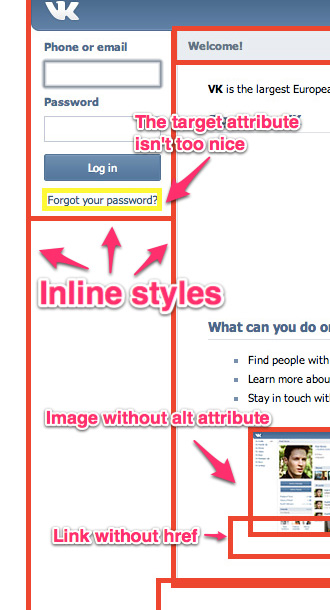 VK
Phone or email
Welcome!
VK is the largest Europea
Password
The target attribute
isn't too nice
Log in
Forgot your password?
Inline styles
What can you do o
Find people with
Learn more abou
Stay in touch wit
Image without alt attribute
Link without href